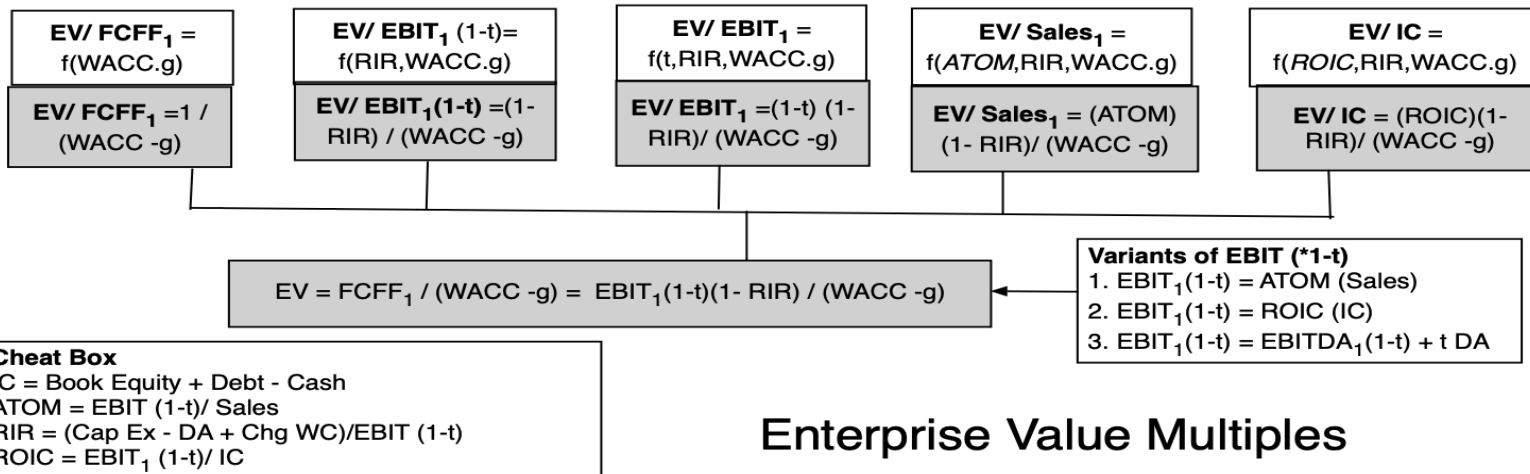 EV/ FCFF₁ =
f(WACC.g)
EV/ FCFF₁ =1 /
(WACC -g)
EV/ EBIT₁ (1-t)=
f(RIR,WACC.g)
EV/ EBIT₁(1-t) =(1-
RIR) / (WACC -g)
EV/ EBIT₁ =
f(t,RIR,WACC.g)
EV/ EBIT₁ =(1-t) (1-
RIR)/ (WACC -g)
EV/ Sales₁ =
f(ATOM,RIR,WACC.g)
EV/ Sales₁ = (ATOM)
(1- RIR)/ (WACC -g)
EV/ IC =
f(ROIC,RIR,WACC.g)
EV/ IC = (ROIC)(1-
RIR)/ (WACC -g)
EV = FCFF₁ / (WACC -g) = EBIT₁(1-t)(1- RIR) / (WACC -g)
Variants of EBIT (*1-t)
1. EBIT₁(1-t) = ATOM (Sales)
2. EBIT₁(1-t) = ROIC (IC)
3. EBIT₁(1-t) = EBITDA₁(1-t) + t DA
Cheat Box
IC = Book Equity + Debt - Cash
ATOM = EBIT (1-t)/ Sales
RIR = (Cap Ex - DA + Chg WC)/EBIT (1-t)
ROIC = EBIT₁ (1-t)/ IC
Enterprise Value Multiples